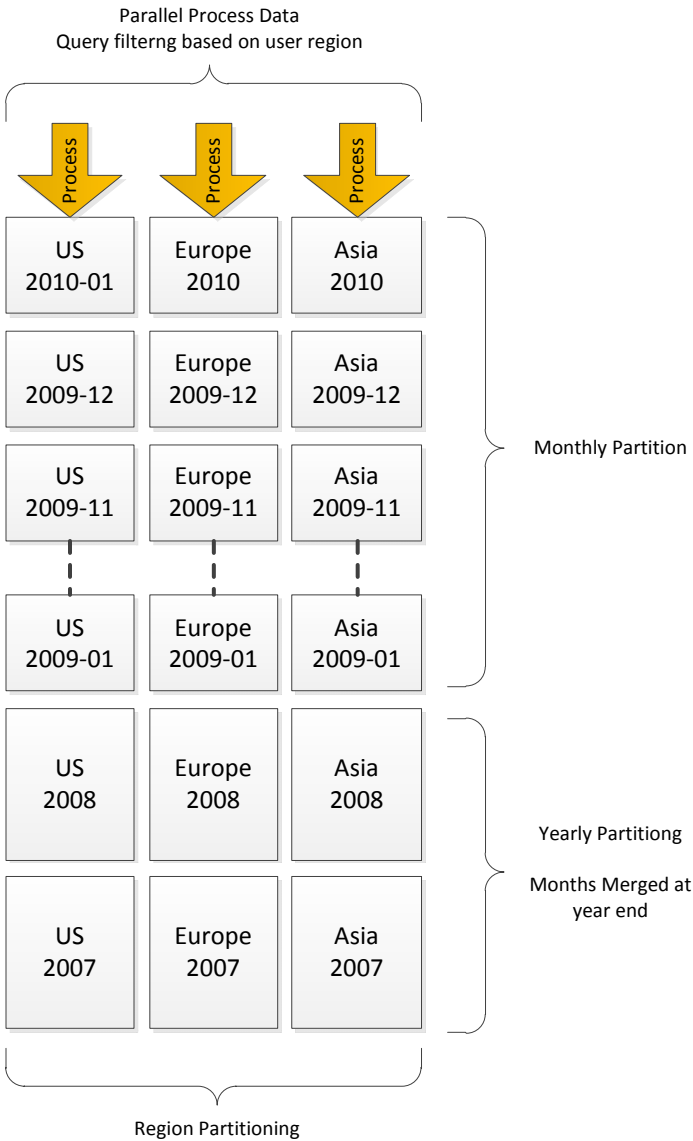 Parallel Process Data
Query filterng based on user region
Process
Process
Process
US
2010-01
Europe
2010
Asia
2010
US
2009-12
Europe
2009-12
Asia
2009-12
US
2009-11
Europe
2009-11
Asia
2009-11
Monthly Partition
US
2009-01
Europe
2009-01
Asia
2009-01
US
2008
Europe
2008
Asia
2008
Yearly Partitiong
Months Merged at
year end
US
2007
Europe
2007
Asia
2007
Region Partitioning